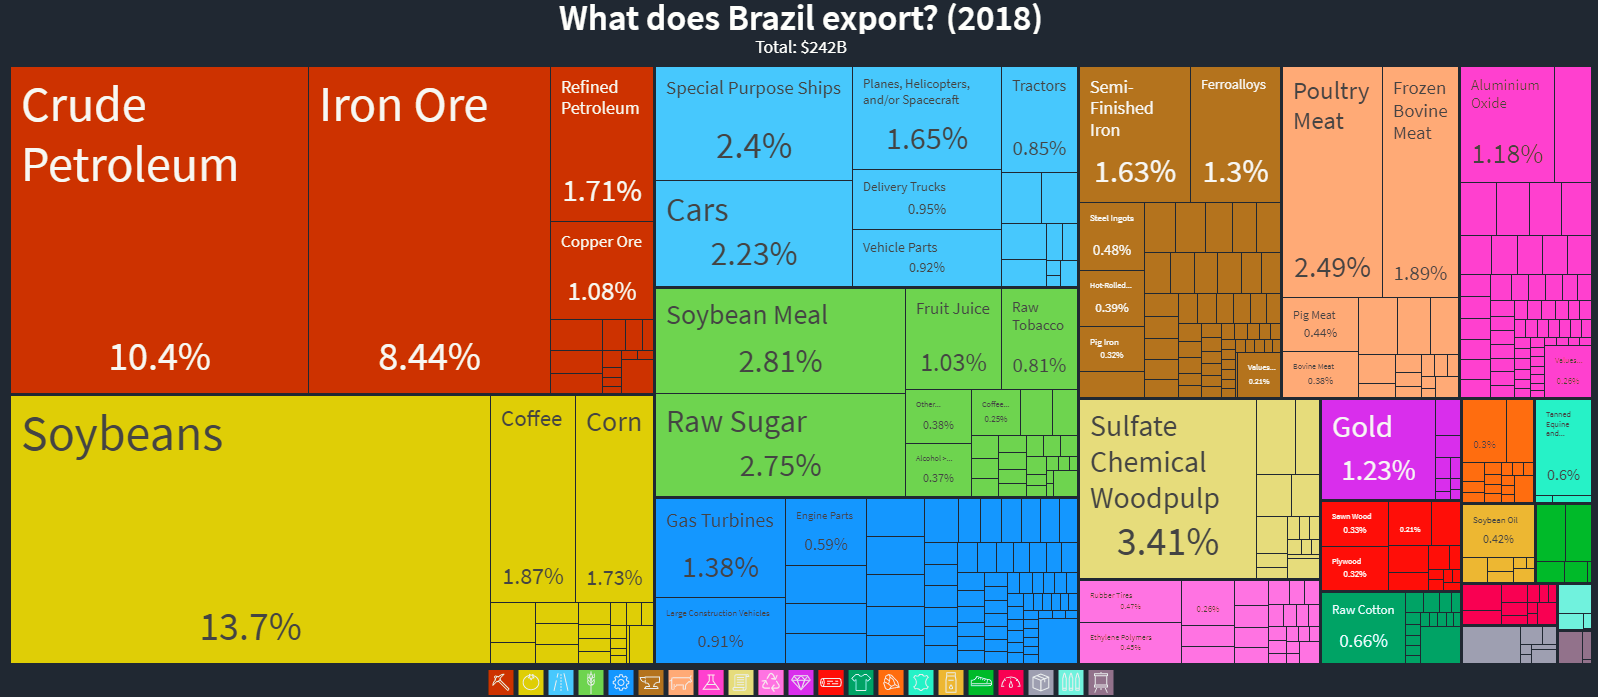 What does Brazil export? (2018)
Total: $242B
Crude
Petroleum
10.4%
Iron Ore
8.44%
Refined
Petroleum
1.71%
Copper Ore
1.08%
Soybeans
13.7%
Coffee
1.87%
Corn
1.73%
Special Purpose Ships
2.4%
Cars
2.23%
Planes, Helicopters,
and/or Spacecraft
1.65%
Delivery Trucks
0.95%
Vehicle Parts
0.92%
Tractors
0.85%
Soybean Meal
2.81%
Raw Sugar
2.75%
Fruit Juice
1.03%
Raw
Tobacco
0.81%
Other...
0.38%
Coffee...
0.25%
Alcohol >...
0.37%
Gas Turbines
1.38%
Large Construction Vehicles
0.91%
Engine Parts
0.59%
Semi-
Finished
Iron
1.63%
Ferroalloys
1.3%
Steel Ingots
0.48%
Hot-Rolled...
0.39%
Pig Iron
0.32%
Values...
0.21%
Poultry
Meat
2.49%
Frozen
Bovine
Meat
1.89%
Pig Meat
0.44%
Bovine Meat
0.38%
Aluminium
Oxide
1.18%
Values...
0.26%
Sulfate
Chemical
Woodpulp
3.41%
Rubber Tires
0.47%
Ethylene Polymers
0.45%
0.26%
Gold
1.23%
Sawn Wood
0.33%
Plywood
0.32%
0.21%
Raw Cotton
0.66%
0.3%
Tanned
Equine
and...
0.6%
Soybean Oil
0.42%